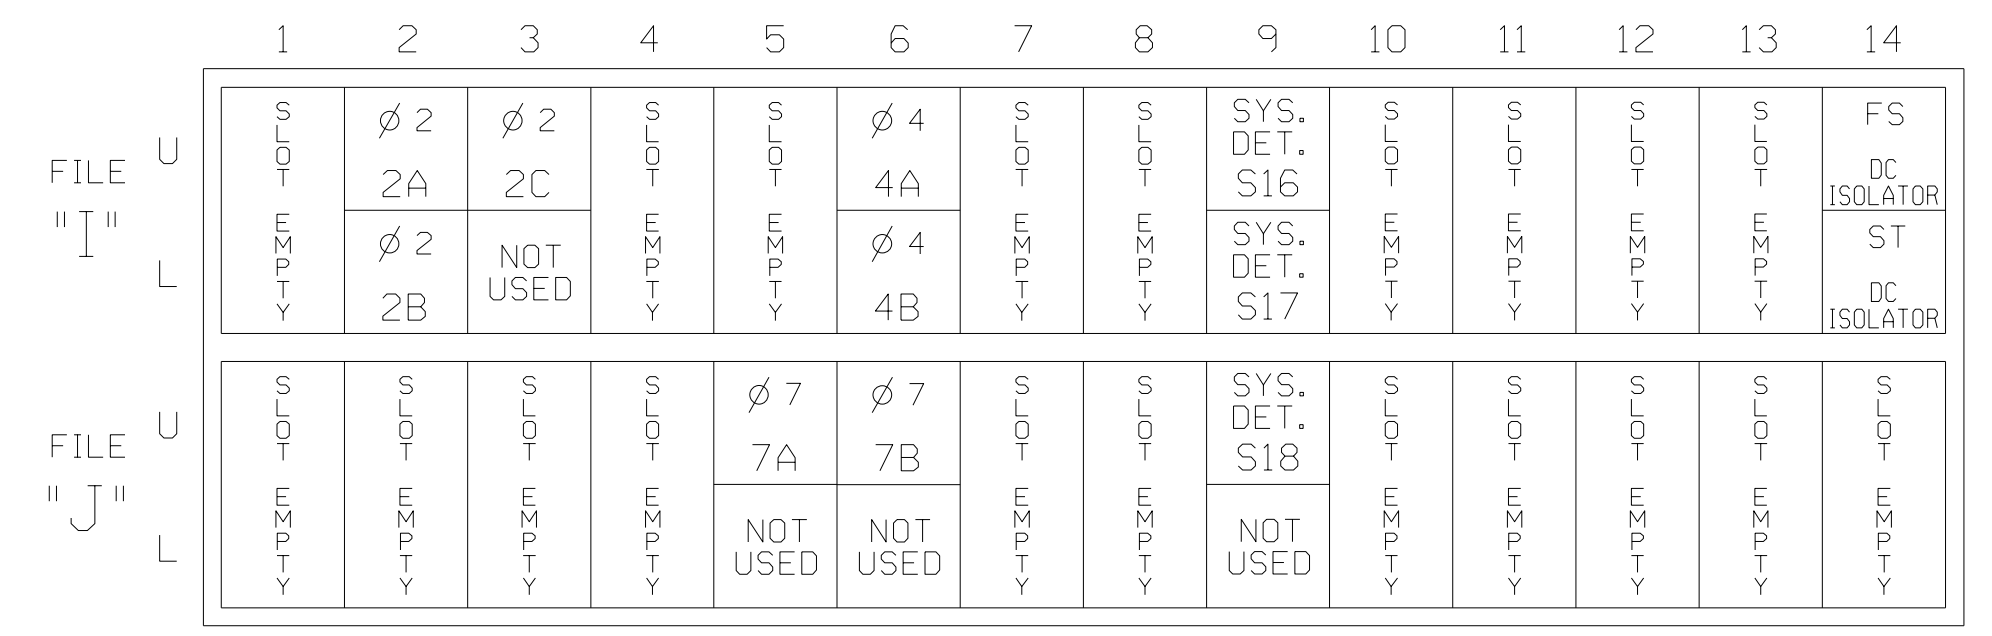 1 2 3 4 5 6 7 8 9 10 11 12 13 14
FILE
"I"
U
L
SLOT EMPTY
Ø 2
2A
Ø 2
2B
Ø 2
2C
NOT
USED
SLOT EMPTY
SLOT EMPTY
Ø 4
4A
Ø 4
4B
SLOT EMPTY
SLOT EMPTY
SYS.
DET.
S16
SYS.
DET.
S17
SLOT EMPTY
SLOT EMPTY
SLOT EMPTY
SLOT EMPTY
FS
DC
ISOLATOR
ST
DC
ISOLATOR
FILE
"J"
U
L
SLOT EMPTY
SLOT EMPTY
SLOT EMPTY
SLOT EMPTY
Ø 7
7A
NOT
USED
Ø 7
7B
NOT
USED
SLOT EMPTY
SLOT EMPTY
SYS.
DET.
S18
NOT
USED
SLOT EMPTY
SLOT EMPTY
SLOT EMPTY
SLOT EMPTY
SLOT EMPTY